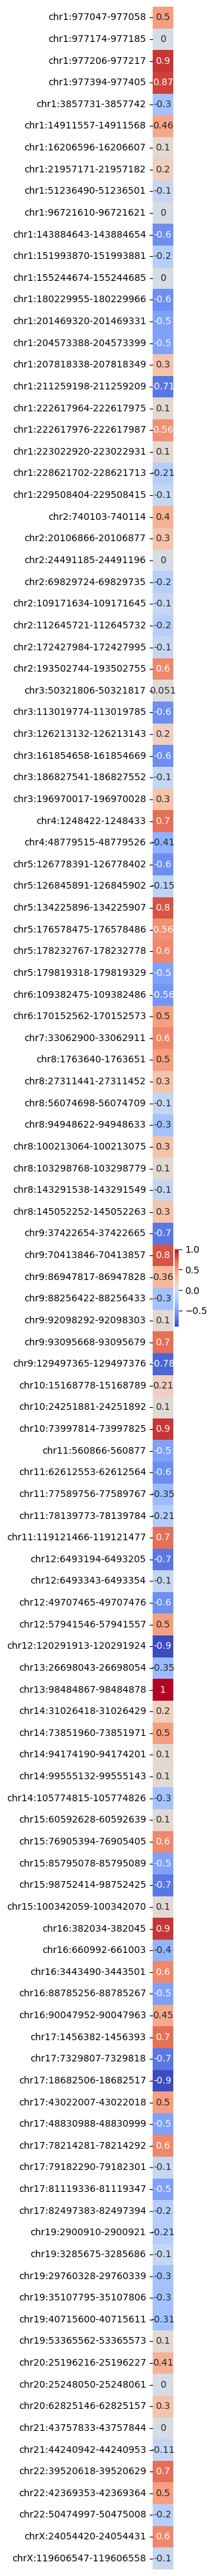 chr1:977047-977058 0.5
chr1:977174-977185 0
chr1:977206-977217 0.9
chr1:977394-977405 0.87
chr1:3857731-3857742 -0.3
chr1:14911557-14911568 0.46
chr1:16206596-16206607 0.1
chr1:21957171-21957182 0.2
chr1:51236490-51236501 -0.1
chr1:96721610-96721621 0
chr1:143884643-143884654 -0.6
chr1:151993870-151993881 -0.2
chr1:155244674-155244685 0
chr1:180229955-180229966 -0.6
chr1:201469320-201469331 -0.5
chr1:204573388-204573399 -0.5
chr1:207818338-207818349 0.3
chr1:211259198-211259209 -0.71
chr1:222617964-222617975 0.1
chr1:222617976-222617987 0.56
chr1:223022920-223022931 0.1
chr1:228621702-228621713 -0.21
chr1:229508404-229508415 -0.1
chr2:740103-740114 0.4
chr2:20106866-20106877 0.3
chr2:24491185-24491196 0
chr2:69829724-69829735 -0.2
chr2:109171634-109171645 -0.1
chr2:112645721-112645732 -0.2
chr2:172427984-172427995 -0.1
chr2:193502744-193502755 0.6
chr3:50321806-50321817 0.051
chr3:113019774-113019785 -0.6
chr3:126213132-126213143 0.2
chr3:161854658-161854669 -0.6
chr3:186827541-186827552 -0.1
chr3:196970017-196970028 0.3
chr4:1248422-1248433 0.7
chr4:48779515-48779526 -0.41
chr5:126778391-126778402 -0.6
chr5:126845891-126845902 -0.15
chr5:134225896-134225907 0.8
chr5:176578475-176578486 0.56
chr5:178232767-178232778 0.6
chr5:179819318-179819329 -0.5
chr6:109382475-109382486 -0.56
chr6:170152562-170152573 0.5
chr7:33062900-33062911 0.6
chr8:1763640-1763651 0.5
chr8:27311441-27311452 0.3
chr8:56074698-56074709 -0.1
chr8:94948622-94948633 -0.3
chr8:100213064-100213075 0.3
chr8:103298768-103298779 0.1
chr8:143291538-143291549 -0.1
chr8:145052252-145052263 0.3
chr9:37422654-37422665 -0.7
chr9:70413846-70413857 0.8
chr9:86947817-86947828 0.36
chr9:88256422-88256433 -0.3
chr9:92098292-92098303 0.1
chr9:93095668-93095679 0.7
chr9:129497365-129497376 -0.78
chr10:15168778-15168789 0.21
chr10:24251881-24251892 0.1
chr10:73997814-73997825 0.9
chr11:560866-560877 -0.5
chr11:62612553-62612564 -0.6
chr11:77589756-77589767 -0.35
chr11:78139773-78139784 -0.21
chr11:119121466-119121477 0.7
chr12:6493194-6493205 -0.7
chr12:6493343-6493354 -0.1
chr12:49707465-49707476 -0.6
chr12:57941546-57941557 0.5
chr12:120291913-120291924 -0.9
chr13:26698043-26698054 -0.35
chr13:98484867-98484878 1
chr14:31026418-31026429 0.2
chr14:73851960-73851971 0.5
chr14:94174190-94174201 0.1
chr14:99555132-99555143 0.1
chr14:105774815-105774826 -0.3
chr15:60592628-60592639 0.1
chr15:76905394-76905405 0.6
chr15:85795078-85795089 -0.5
chr15:98752414-98752425 -0.7
chr15:100342059-100342070 0.1
chr16:382034-382045 0.9
chr16:660992-661003 -0.4
chr16:3443490-3443501 0.6
chr16:88785256-88785267 -0.5
chr16:90047952-90047963 0.45
chr17:1456382-1456393 0.7
chr17:7329807-7329818 -0.7
chr17:18682506-18682517 -0.9
chr17:43022007-43022018 0.5
chr17:48830988-48830999 -0.5
chr17:78214281-78214292 0.6
chr17:79182290-79182301 -0.1
chr17:81119336-81119347 -0.5
chr17:82497383-82497394 -0.2
chr19:2900910-2900921 -0.21
chr19:3285675-3285686 -0.1
chr19:29760328-29760339 -0.3
chr19:35107795-35107806 -0.3
chr19:40715600-40715611 -0.31
chr19:53365562-53365573 0.1
chr20:25196216-25196227 0.41
chr20:25248050-25248061 0
chr20:62825146-62825157 0.3
chr21:43757833-43757844 0
chr21:44240942-44240953 -0.11
chr22:39520618-39520629 0.7
chr22:42369353-42369364 0.5
chr22:50474997-50475008 -0.2
chrX:24054420-24054431 0.6
chrX:119606547-119606558 -0.1
1.0
0.5
0.0
−0.5